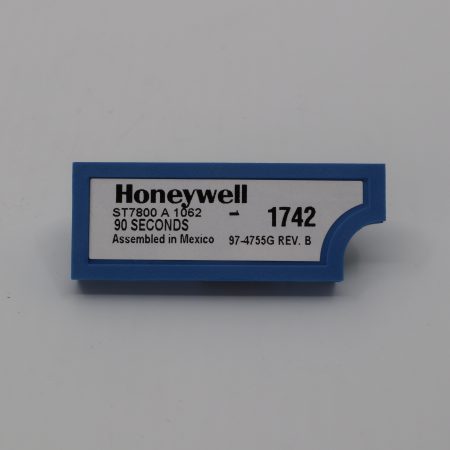 Honeywell
ST7800 A 1062 1742
90 SECONDS
Assembled in Mexico 97-4755G REV. B